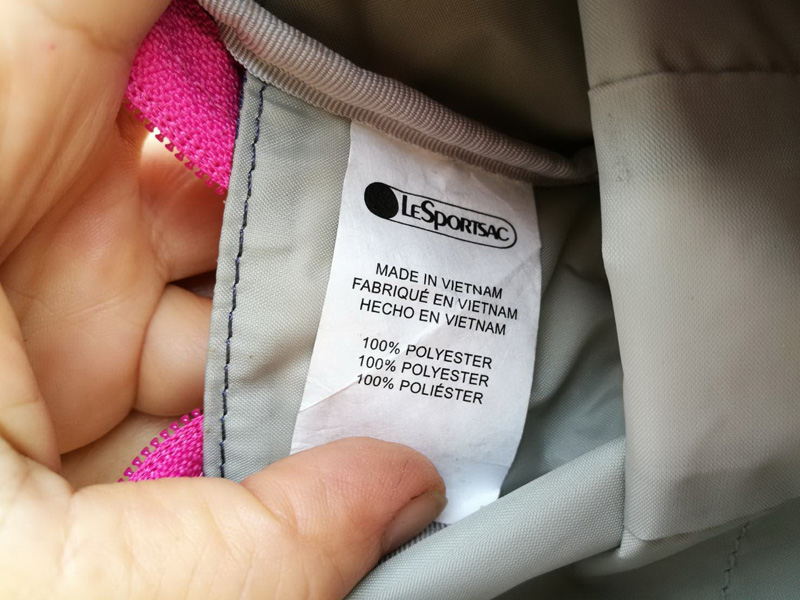 LESPORTSAC
MADE IN VIETNAM
FABRIQUÉ EN VIETNAM
HECHO EN VIETNAM
100% POLYESTER
100% POLYESTER
100% POLIÉSTER